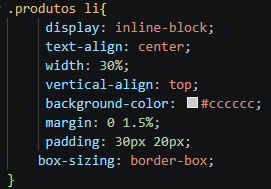 .produtos li{
display: inline-block;
text-align: center;
width: 30%;
vertical-align: top;
background-color: #cccccc;
margin: 0 1.5%;
padding: 30px 20px;
box-sizing: border-box;
}